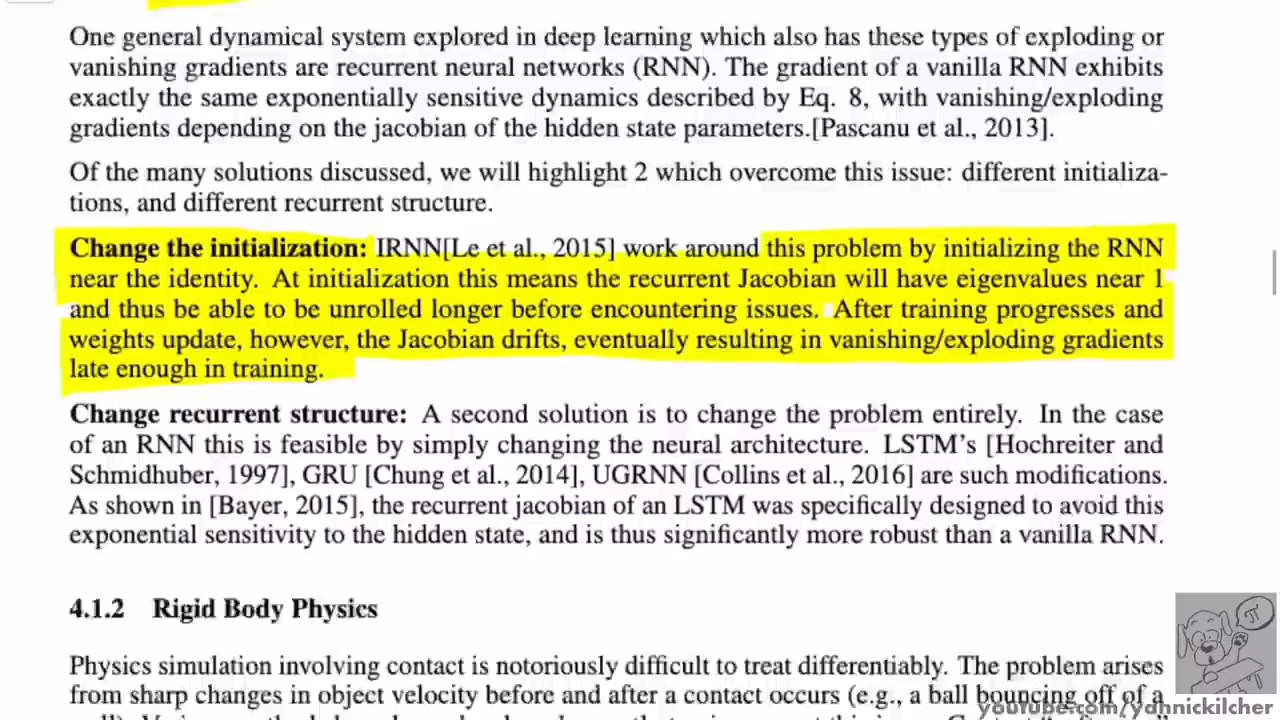 One general dynamical system explored in deep learning which also has these types of exploding or
vanishing gradients are recurrent neural networks (RNN). The gradient of a vanilla RNN exhibits
exactly the same exponentially sensitive dynamics described by Eq. 8, with vanishing/exploding
gradients depending on the jacobian of the hidden state parameters.[Pascanu et al., 2013].
Of the many solutions discussed, we will highlight 2 which overcome this issue: different initializa-
tions, and different recurrent structure.
Change the initialization: IRNN[Le et al., 2015] work around this problem by initializing the RNN
near the identity. At initialization this means the recurrent Jacobian will have eigenvalues near 1
and thus be able to be unrolled longer before encountering issues. After training progresses and
weights update, however, the Jacobian drifts, eventually resulting in vanishing/exploding gradients
late enough in training.
Change recurrent structure: A second solution is to change the problem entirely. In the case
of an RNN this is feasible by simply changing the neural architecture. LSTM's [Hochreiter and
Schmidhuber, 1997], GRU [Chung et al., 2014], UGRNN [Collins et al., 2016] are such modifications.
As shown in [Bayer, 2015], the recurrent jacobian of an LSTM was specifically designed to avoid this
exponential sensitivity to the hidden state, and is thus significantly more robust than a vanilla RNN.
4.1.2 Rigid Body Physics
Physics simulation involving contact is notoriously difficult to treat differentiably. The problem arises
from sharp changes in object velocity before and after a contact occurs (e.g., a ball bouncing off of a
π
youtube.com/yannickilcher